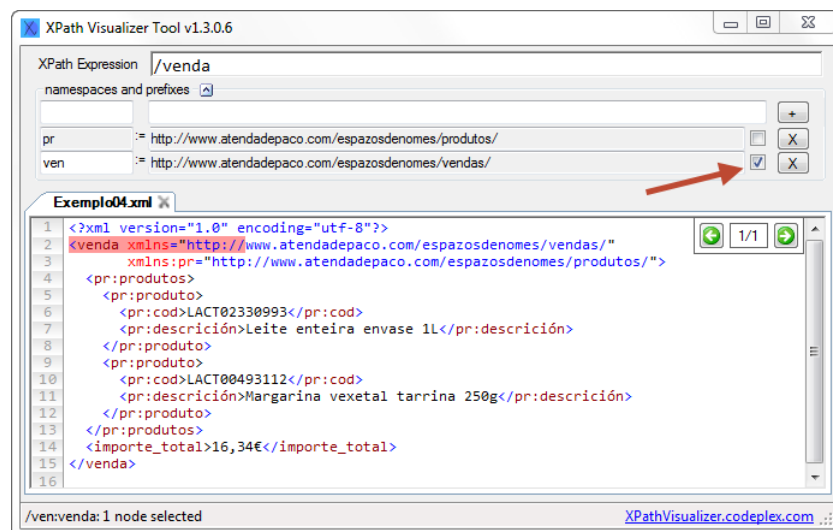 XPath Visualizer Tool v1.3.0.6
XPath Expression /venda
namespaces and prefixes
+
pr := http://www.atendadepaco.com/espazosdenomes/produtos/ X
ven := http://www.atendadepaco.com/espazosdenomes/vendas/ X
Exemplo04.xml
1 <?xml version="1.0" encoding="utf-8"?>
2 <venda xmlns="http://www.atendadepaco.com/espazosdenomes/vendas/" 1/1
3 xmlns:pr="http://www.atendadepaco.com/espazosdenomes/produtos/">
4 <pr:produtos>
5 <pr:produto>
6 <pr:cod>LACT02330993</pr:cod>
7 <pr:descrición>Leite enteira envase 1L</pr:descrición>
8 </pr:produto>
9 <pr:produto>
10 <pr:cod>LACT00493112</pr:cod>
11 <pr:descrición>Margarina vexetal tarrina 250g</pr:descrición>
12 </pr:produto>
13 </pr:produtos>
14 <importe_total>16,34€</importe_total>
15 </venda>
16
/ven:venda: 1 node selected XPathVisualizer.codeplex.com